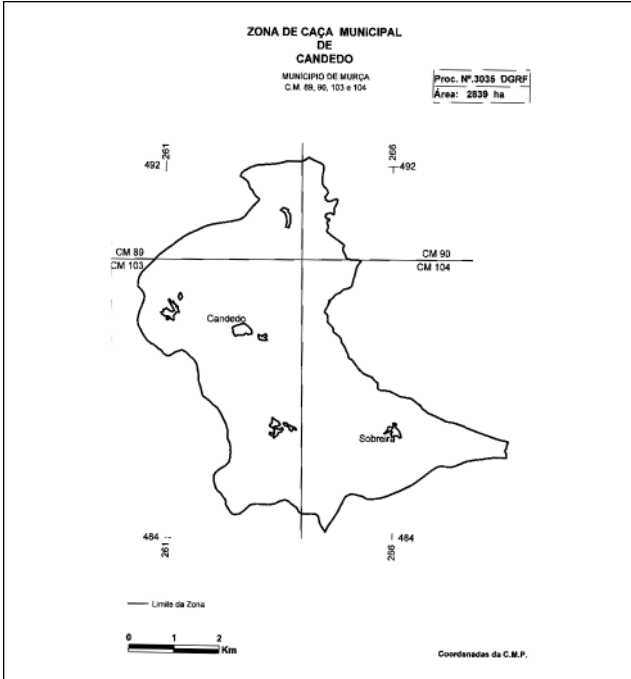 ZONA DE CAÇA MUNICIPAL
DE
CANDEDO
MUNICÍPIO DE MURÇA
C.M. 89, 90, 103 e 104
Proc. Nº.3035 DGRF
Área: 2839 ha
261
266
492
492
CM 89
CM 90
CM 103
CM 104
Candedo
Sobreira
484
484
261
266
Limite da Zona
0 1 2
Km
Coordenadas da C.M.P.